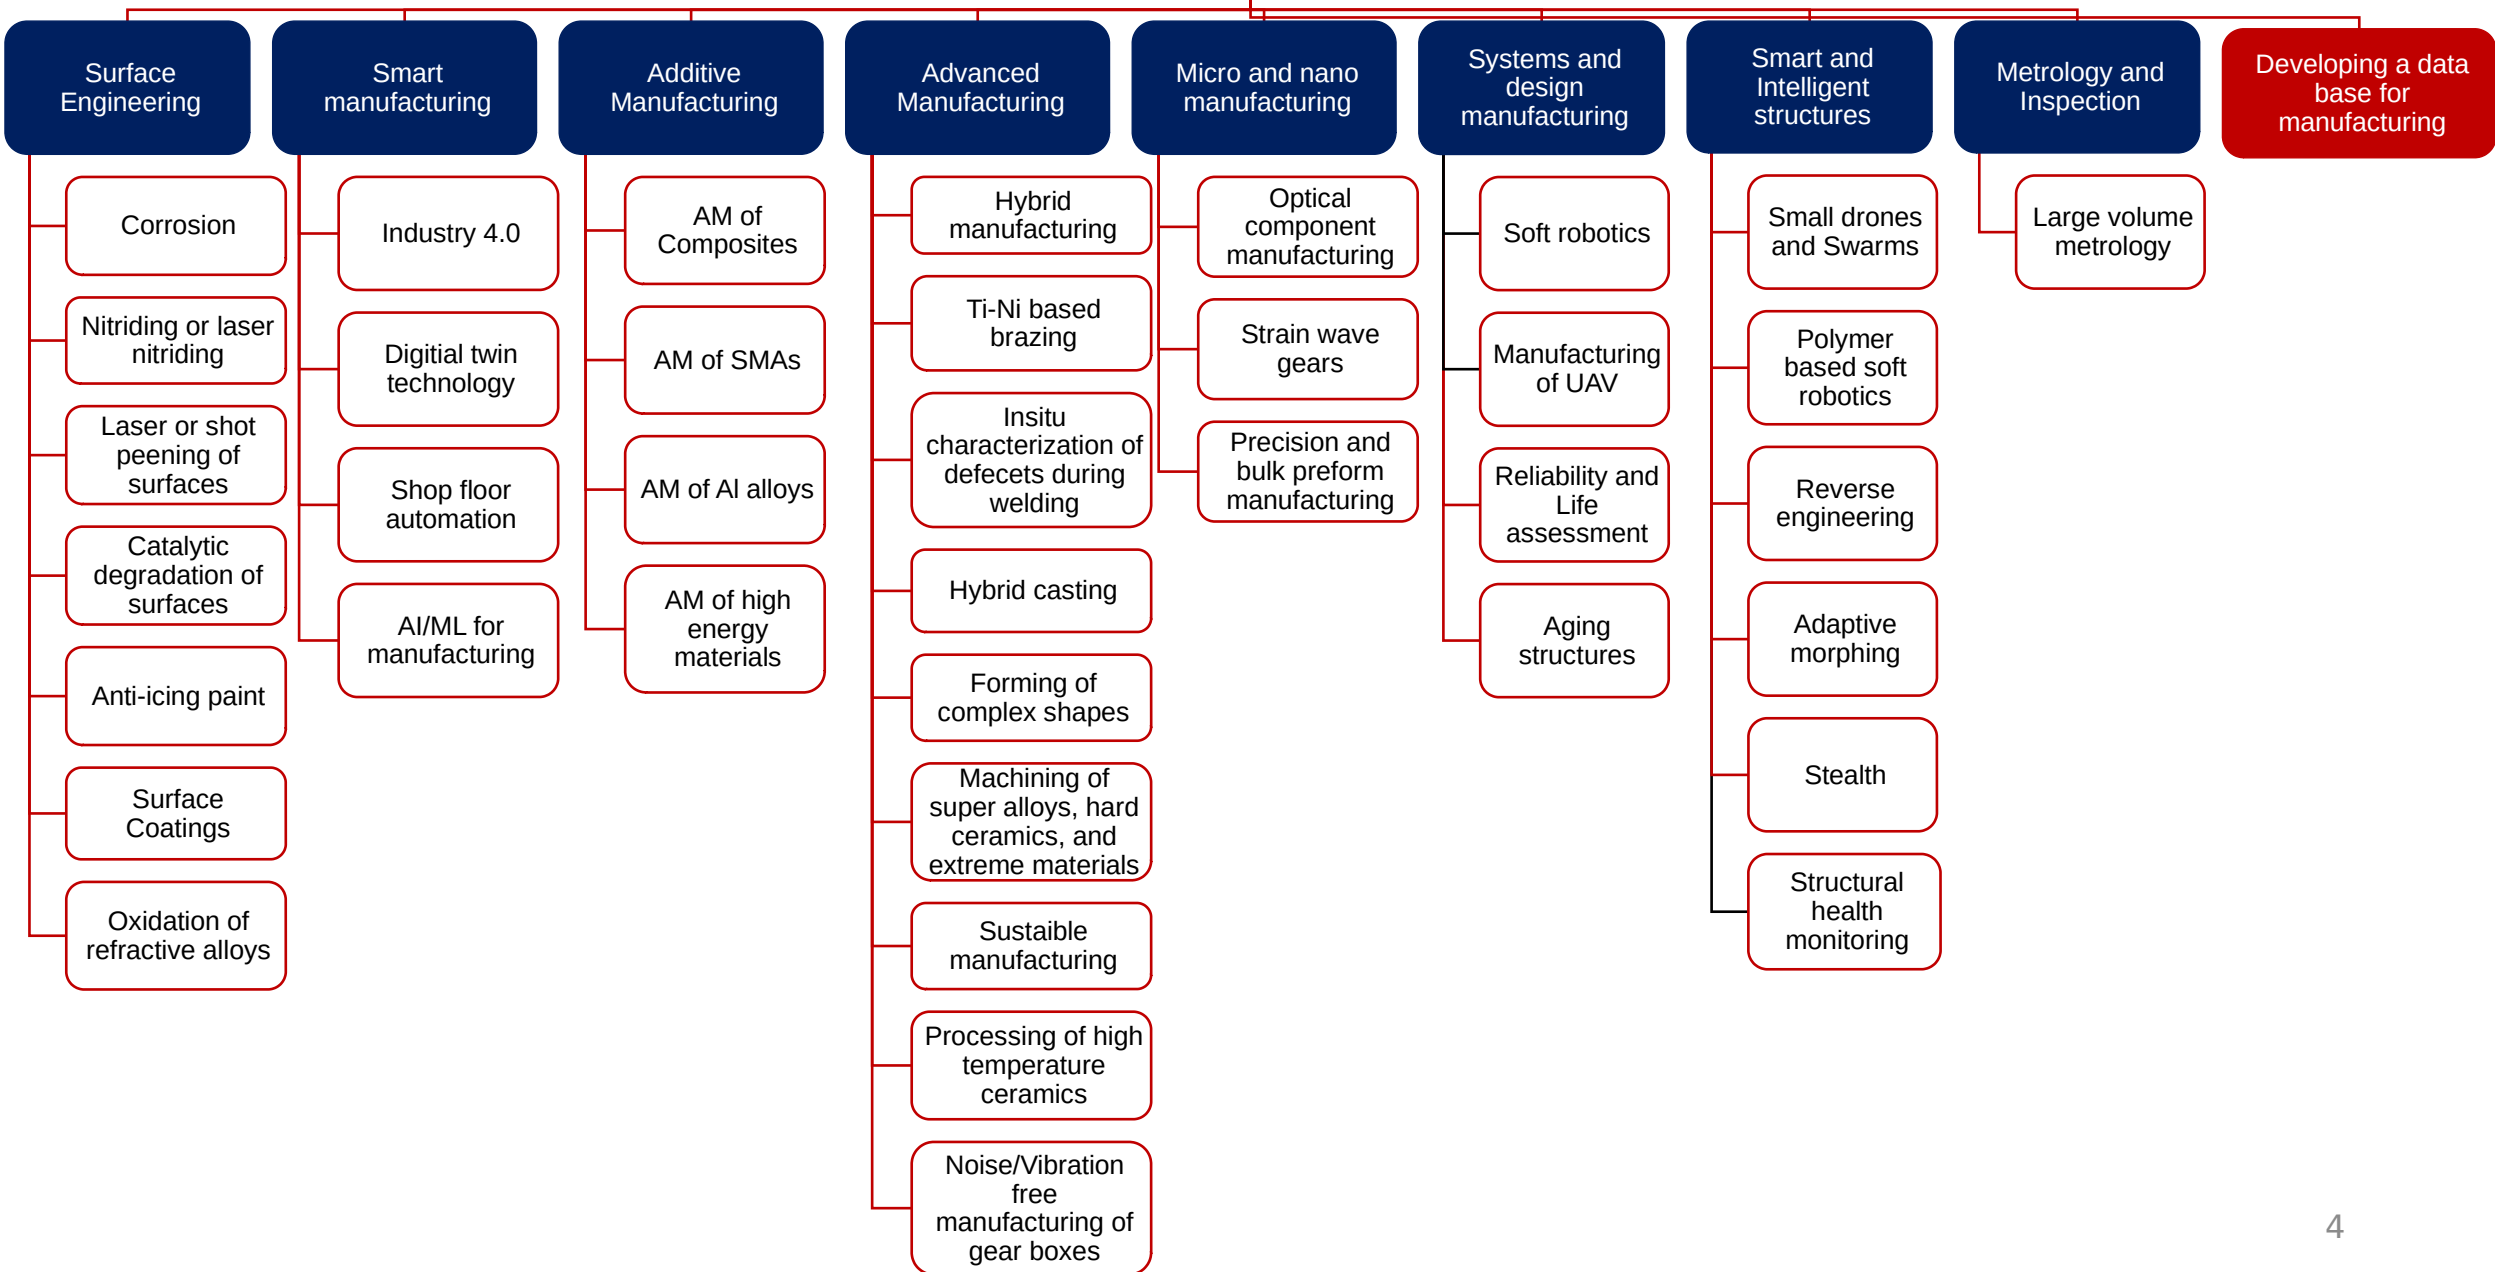 Surface
Engineering
Smart
manufacturing
Additive
Manufacturing
Advanced
Manufacturing
Micro and nano
manufacturing
Systems and
design
manufacturing
Smart and
Intelligent
structures
Metrology and
Inspection
Developing a data
base for
manufacturing
Corrosion
Nitriding or laser
nitriding
Laser or shot
peening of
surfaces
Catalytic
degradation of
surfaces
Anti-icing paint
Surface
Coatings
Oxidation of
refractive alloys
Industry 4.0
Digitial twin
technology
Shop floor
automation
AI/ML for
manufacturing
AM of
Composites
AM of SMAs
AM of Al alloys
AM of high
energy
materials
Hybrid
manufacturing
Ti-Ni based
brazing
Insitu
characterization of
defecets during
welding
Hybrid casting
Forming of
complex shapes
Machining of
super alloys, hard
ceramics, and
extreme materials
Sustaible
manufacturing
Processing of high
temperature
ceramics
Noise/Vibration
free
manufacturing of
gear boxes
Optical
component
manufacturing
Strain wave
gears
Precision and
bulk preform
manufacturing
Soft robotics
Manufacturing
of UAV
Reliability and
Life
assessment
Aging
structures
Small drones
and Swarms
Polymer
based soft
robotics
Reverse
engineering
Adaptive
morphing
Stealth
Structural
health
monitoring
Large volume
metrology
4